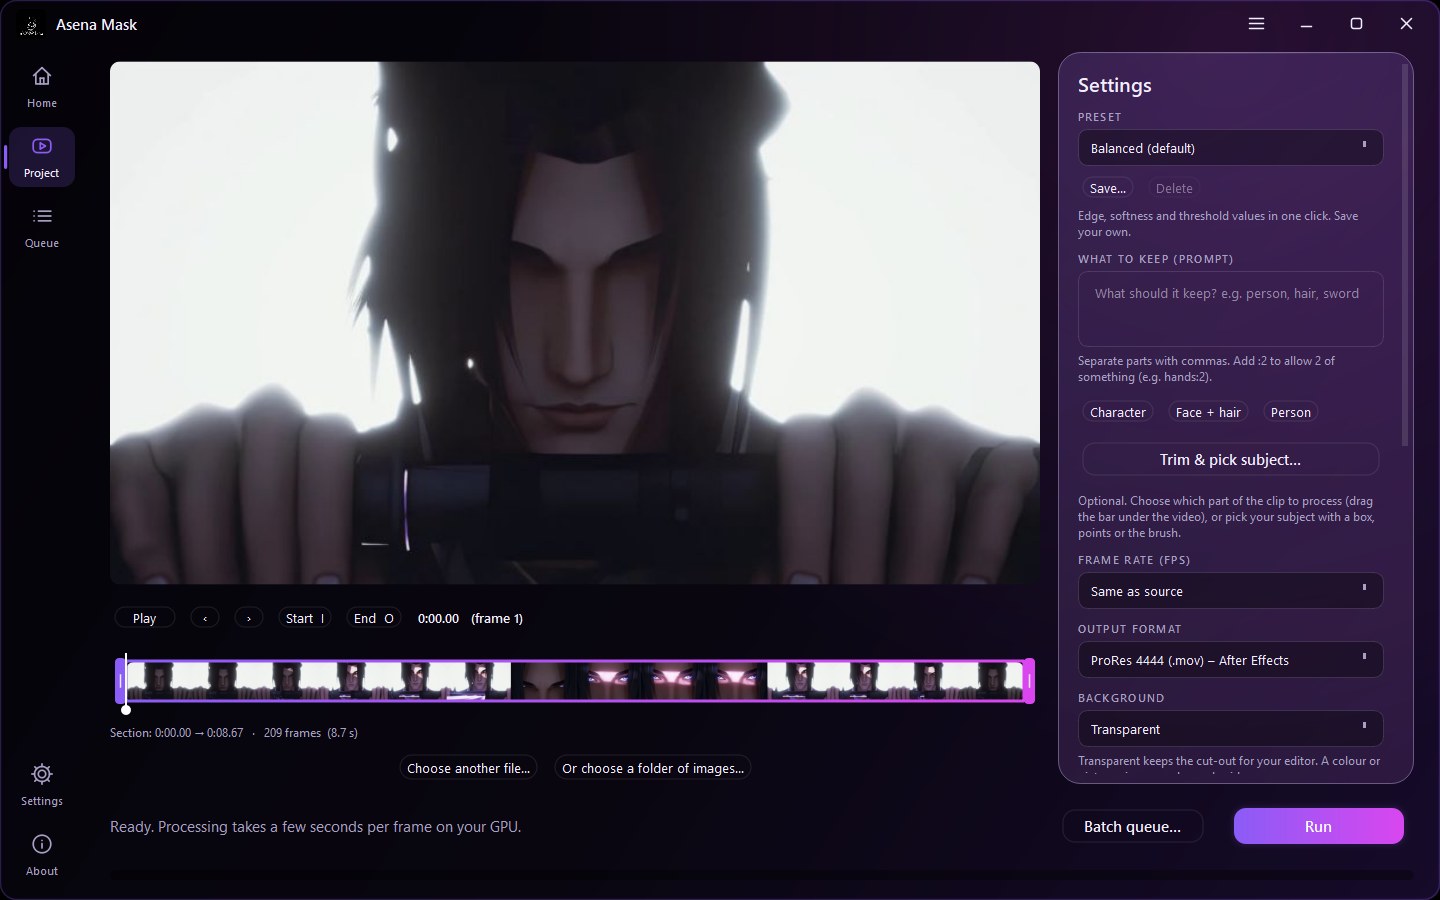 Asena Mask
Home
Project
Queue
Settings
About
Play
‹
›
Start I
End O
0:00.00 (frame 1)
Section: 0:00.00 → 0:08.67 · 209 frames (8.7 s)
Choose another file...
Or choose a folder of images...
Ready. Processing takes a few seconds per frame on your GPU.
Settings
PRESET
Balanced (default)
Save...
Delete
Edge, softness and threshold values in one click. Save
your own.
WHAT TO KEEP (PROMPT)
What should it keep? e.g. person, hair, sword
Separate parts with commas. Add :2 to allow 2 of
something (e.g. hands:2).
Character
Face + hair
Person
Trim & pick subject...
Optional. Choose which part of the clip to process (drag
the bar under the video), or pick your subject with a box,
points or the brush.
FRAME RATE (FPS)
Same as source
OUTPUT FORMAT
ProRes 4444 (.mov) – After Effects
BACKGROUND
Transparent
Transparent keeps the cut-out for your editor. A colour or
Batch queue...
Run